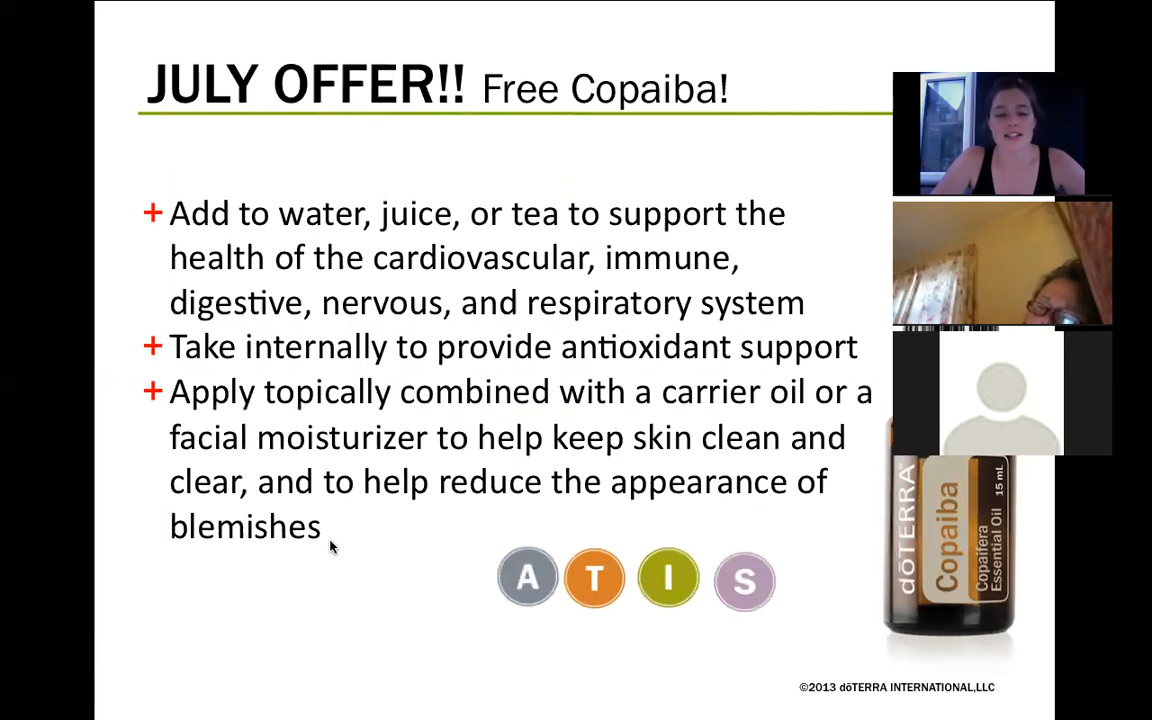 JULY OFFER!! Free Copaiba!
+ Add to water, juice, or tea to support the
health of the cardiovascular, immune,
digestive, nervous, and respiratory system
+ Take internally to provide antioxidant support
+ Apply topically combined with a carrier oil or a
facial moisturizer to help keep skin clean and
clear, and to help reduce the appearance of
blemishes
A T I S
dōTERRA
Copaiba
Copaifera
Essential Oil 15 mL
©2013 dōTERRA INTERNATIONAL,LLC